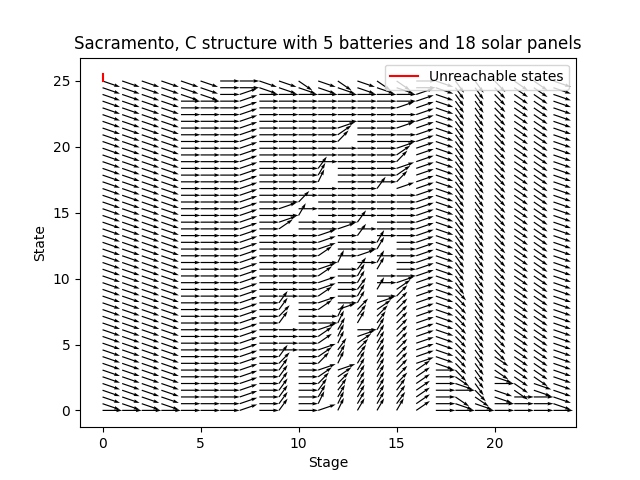 Sacramento, C structure with 5 batteries and 18 solar panels
Unreachable states
25
20
15
10
5
0
State
0 5 10 15 20
Stage